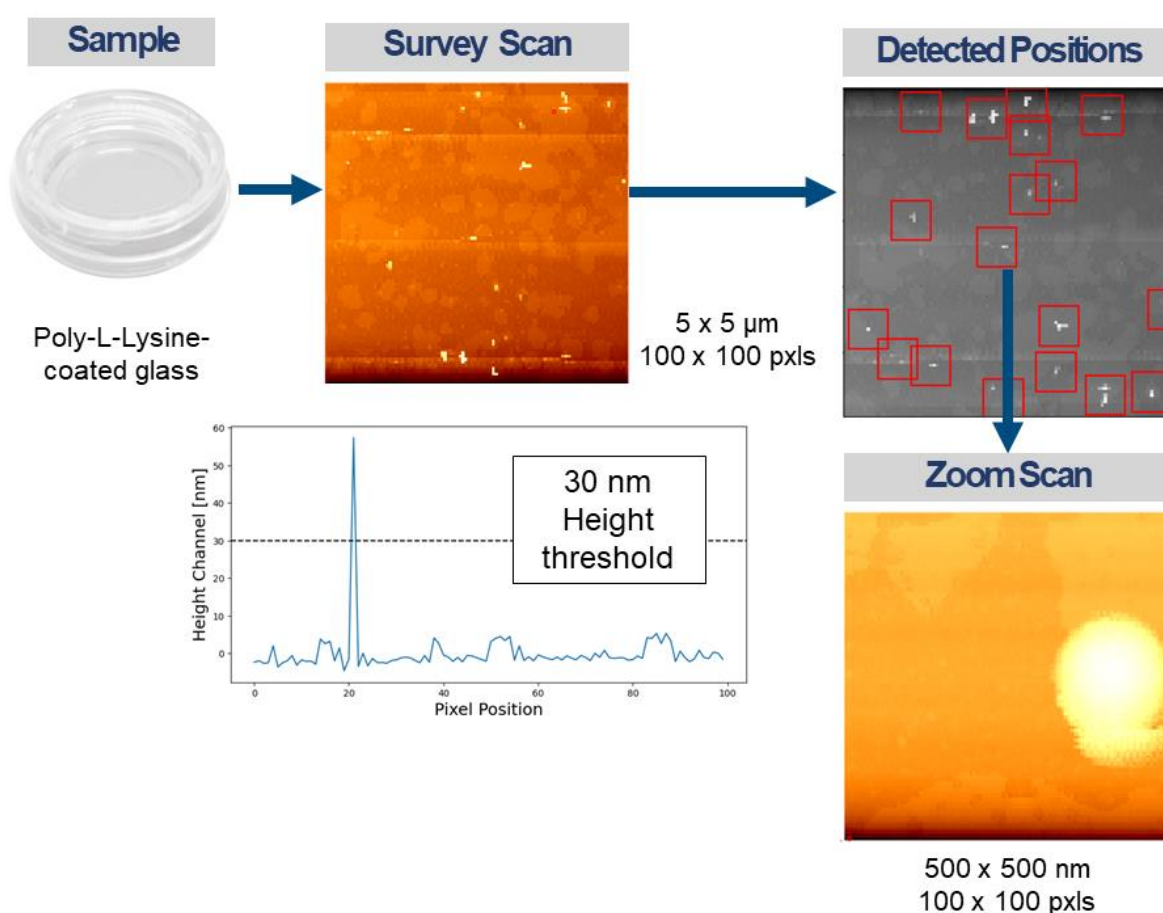 Sample
Survey Scan
Detected Positions
Poly-L-Lysine-
coated glass
5 x 5 µm
100 x 100 pxls
60
50
40
30
20
10
0
Height Channel [nm]
30 nm
Height
threshold
0
20
40
60
80
100
Pixel Position
Zoom Scan
500 x 500 nm
100 x 100 pxls